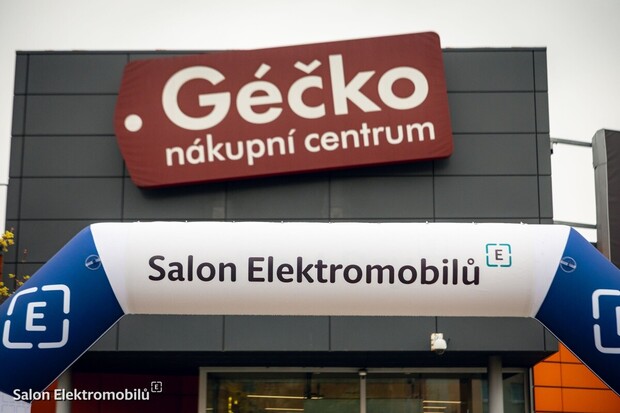 Géčko
nákupní centrum
Salon Elektromobilů E
E
E
Salon Elektromobilů E